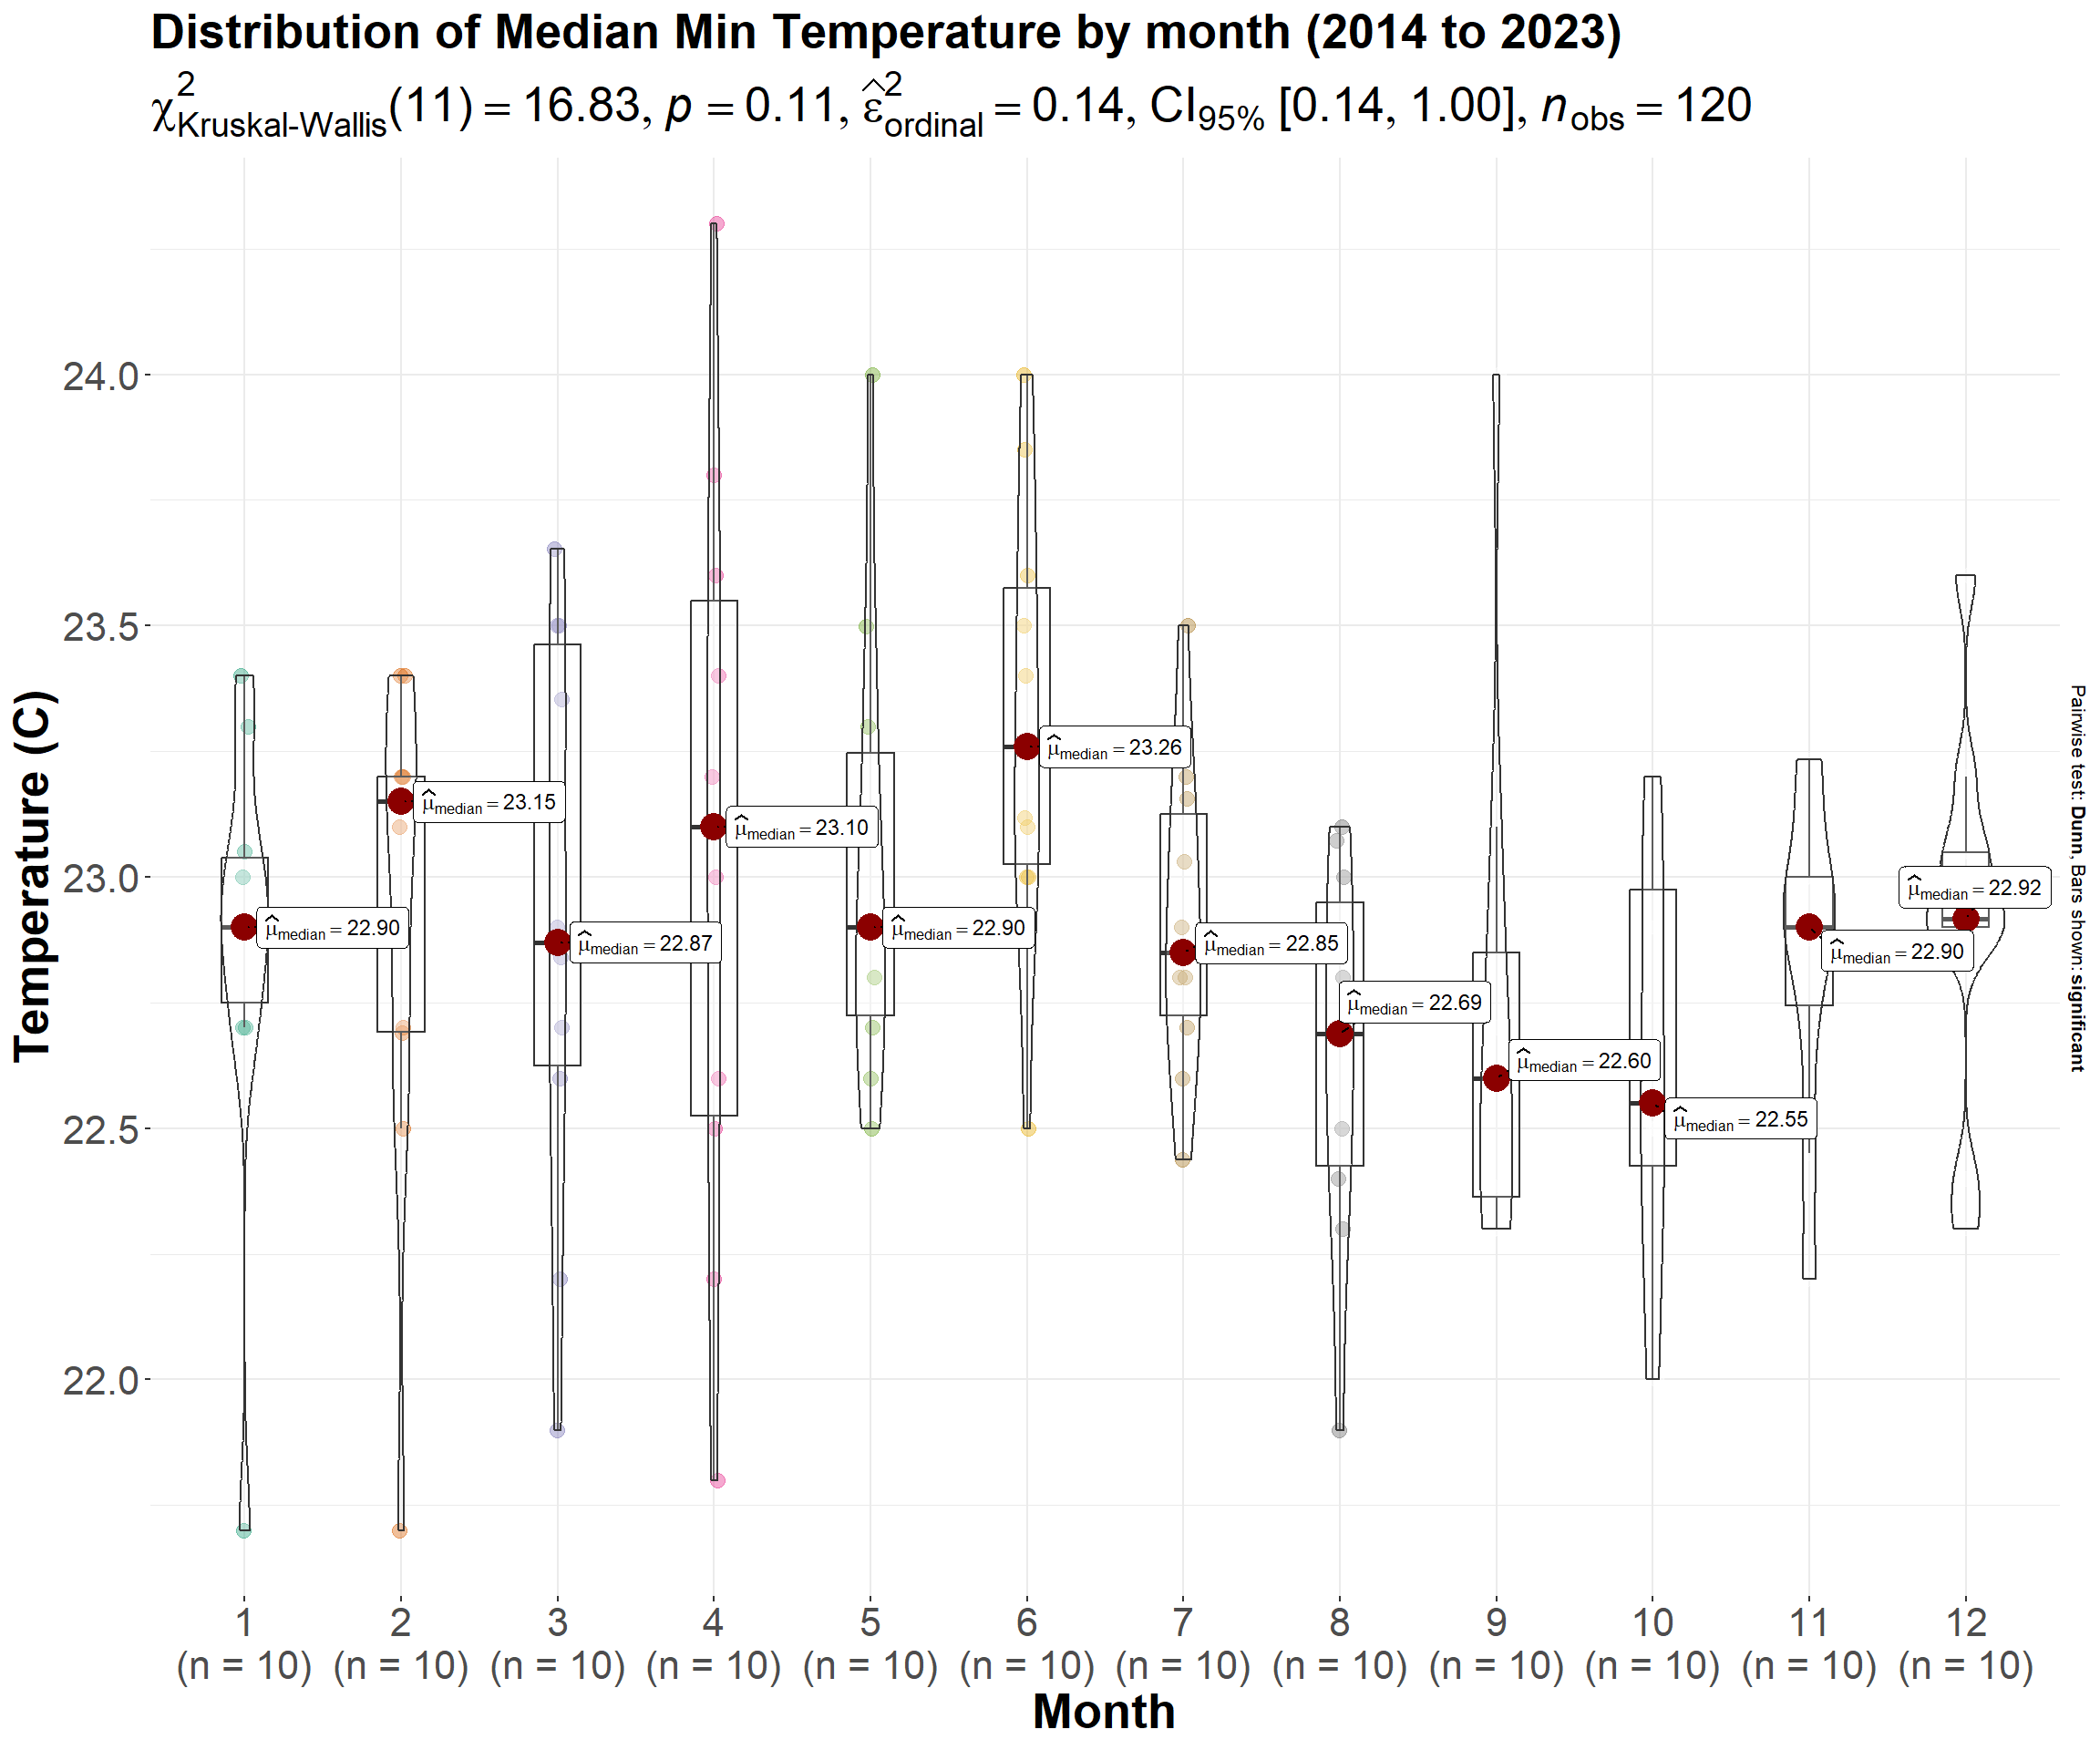 Distribution of Median Min Temperature by month (2014 to 2023)
χ²Kruskal-Wallis(11) = 16.83, p = 0.11, ε̂²ordinal = 0.14, CI95% [0.14, 1.00], nobs = 120
Temperature (C)
24.0
23.5
23.0
22.5
22.0
μ̂median = 22.90
μ̂median = 23.15
μ̂median = 22.87
μ̂median = 23.10
μ̂median = 22.90
μ̂median = 23.26
μ̂median = 22.85
μ̂median = 22.69
μ̂median = 22.60
μ̂median = 22.55
μ̂median = 22.90
μ̂median = 22.92
Pairwise test: Dunn, Bars shown: significant
1 2 3 4 5 6 7 8 9 10 11 12
(n = 10) (n = 10) (n = 10) (n = 10) (n = 10) (n = 10) (n = 10) (n = 10) (n = 10) (n = 10) (n = 10) (n = 10)
Month